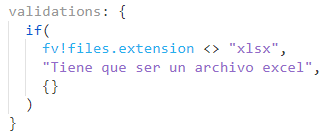 validations: {
if(
fv!files.extension <> "xlsx",
"Tiene que ser un archivo excel",
{}
)
}